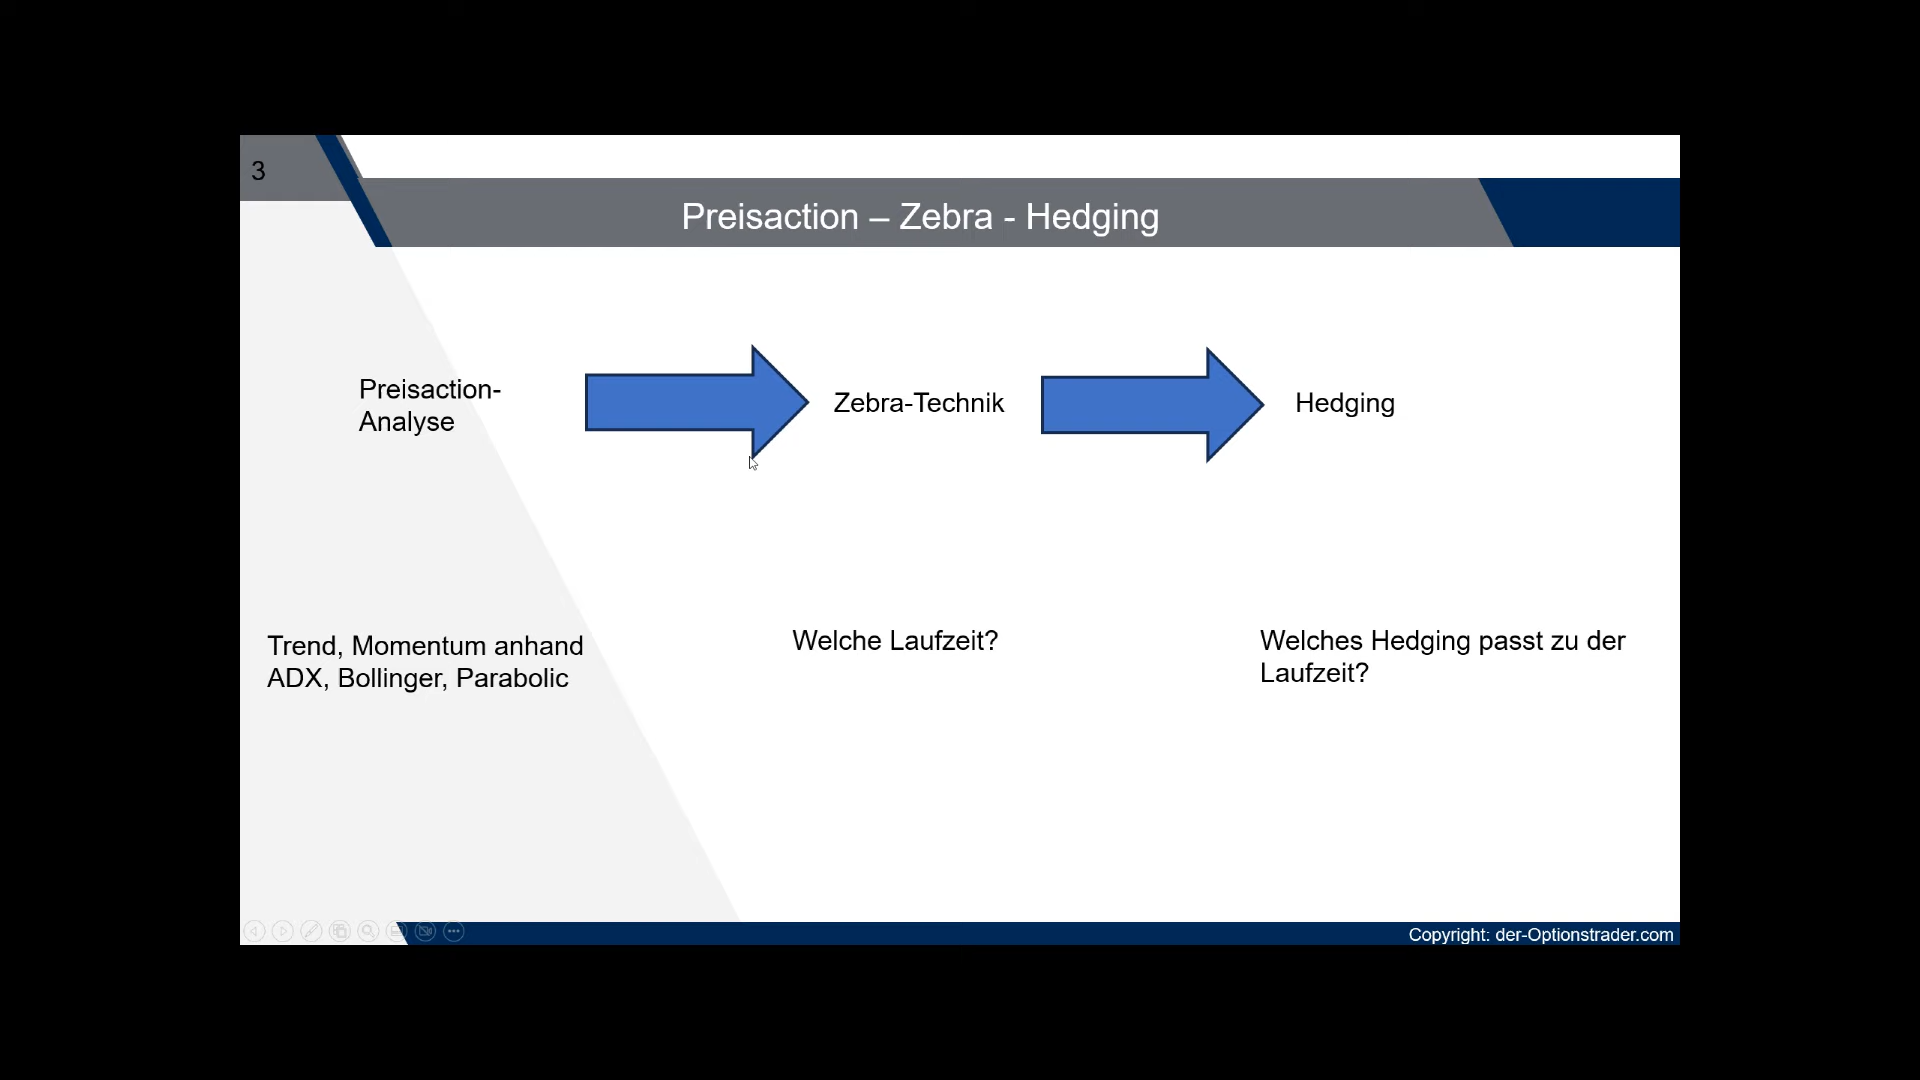 3
Preisaction – Zebra - Hedging
Preisaction-
Analyse
Zebra-Technik
Hedging
Trend, Momentum anhand
ADX, Bollinger, Parabolic
Welche Laufzeit?
Welches Hedging passt zu der
Laufzeit?
Copyright: der-Optionstrader.com